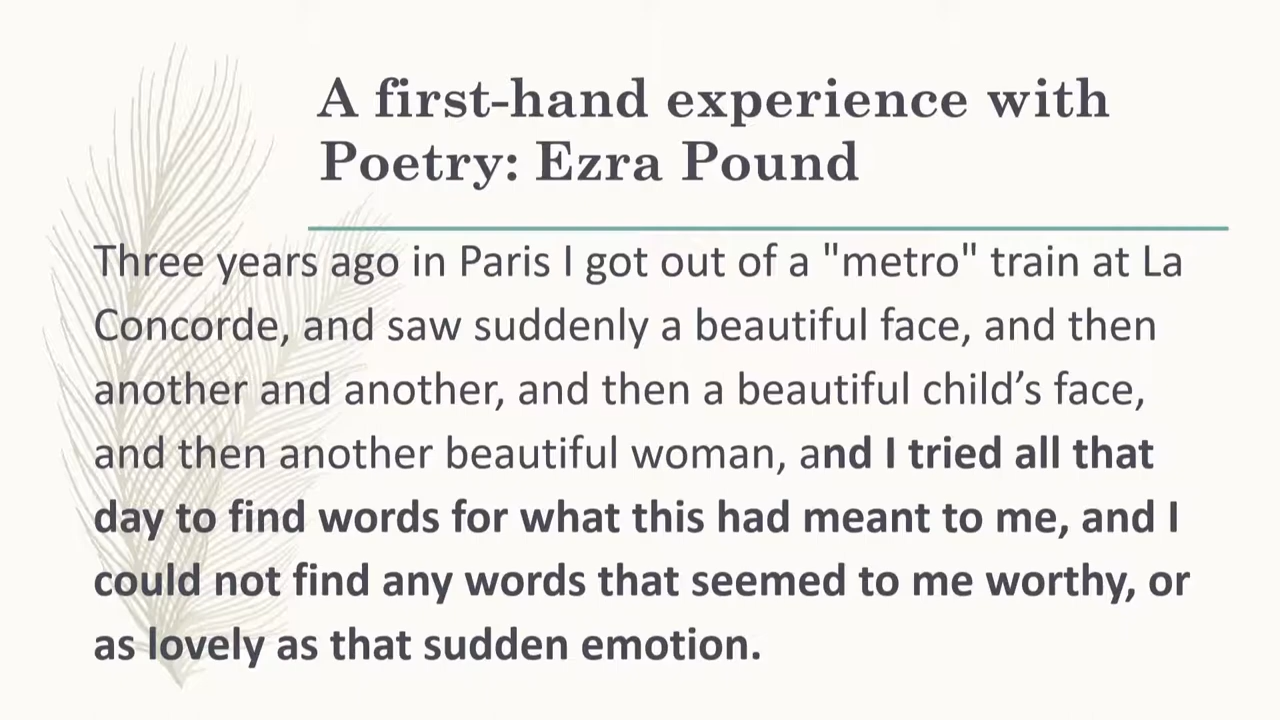 A first-hand experience with
Poetry: Ezra Pound
Three years ago in Paris I got out of a "metro" train at La
Concorde, and saw suddenly a beautiful face, and then
another and another, and then a beautiful child’s face,
and then another beautiful woman, and I tried all that
day to find words for what this had meant to me, and I
could not find any words that seemed to me worthy, or
as lovely as that sudden emotion.